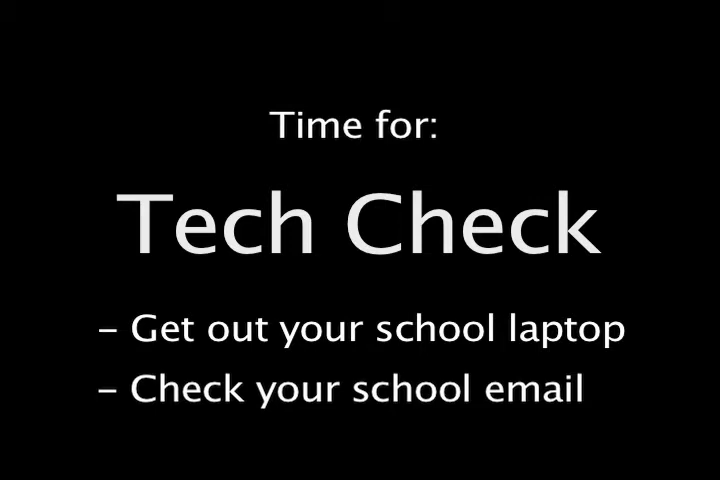 Time for:
Tech Check
- Get out your school laptop
- Check your school email